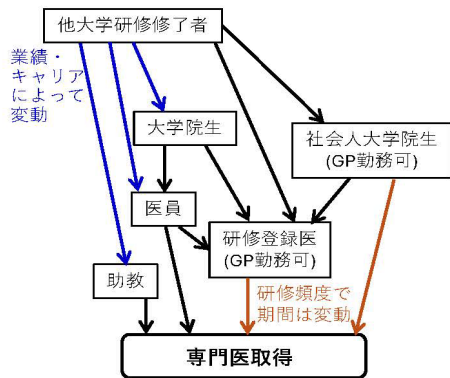 他大学研修修了者
業績・
キャリア
によって
変動
大学院生
社会人大学院生
(GP勤務可)
医員
研修登録医
(GP勤務可)
助教
研修頻度で
期間は変動
専門医取得